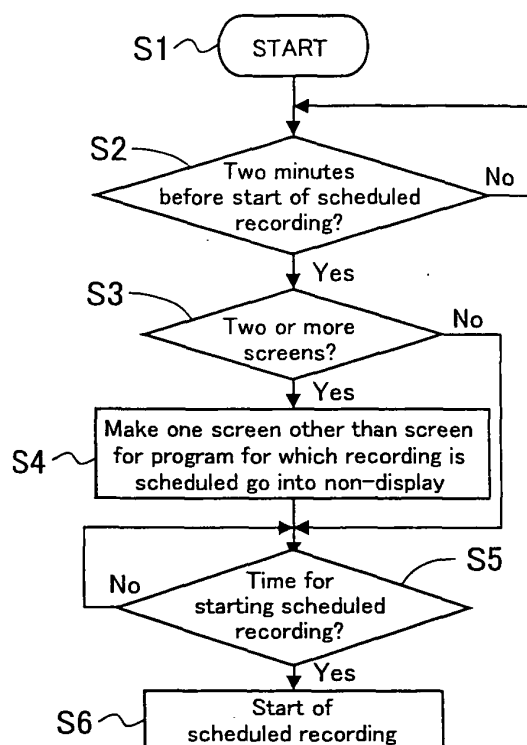 S1
START
S2
Two minutes
before start of scheduled
recording?
No
Yes
S3
Two or more
screens?
No
Yes
S4
Make one screen other than screen
for program for which recording is
scheduled go into non-display
S5
No
Time for
starting scheduled
recording?
Yes
S6
Start of
scheduled recording